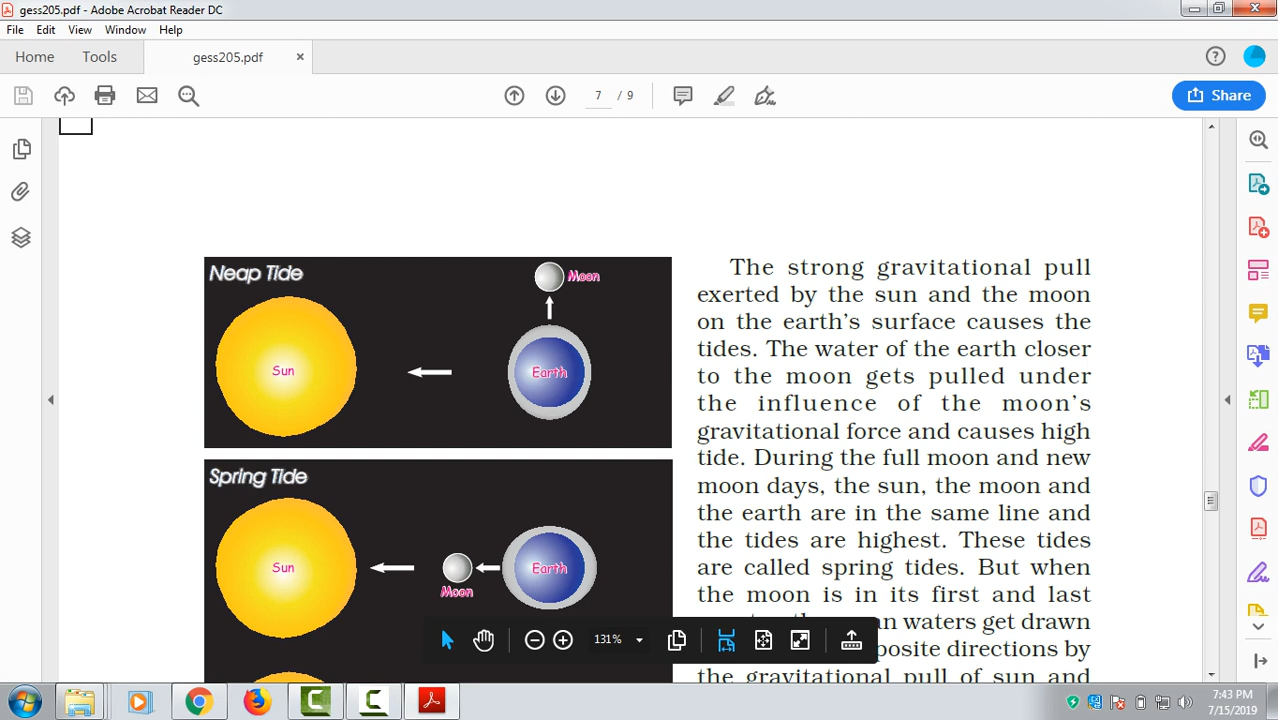 gess205.pdf - Adobe Acrobat Reader DC
File Edit View Window Help
Home Tools gess205.pdf ×
7 / 9
Share
Neap Tide
Moon
Sun
Earth
Spring Tide
Sun
Moon
Earth
The strong gravitational pull
exerted by the sun and the moon
on the earth's surface causes the
tides. The water of the earth closer
to the moon gets pulled under
the influence of the moon's
gravitational force and causes high
tide. During the full moon and new
moon days, the sun, the moon and
the earth are in the same line and
the tides are highest. These tides
are called spring tides. But when
the moon is in its first and last
waters get drawn
directions by
the gravitational pull of sun and
131%
7:43 PM
7/15/2019